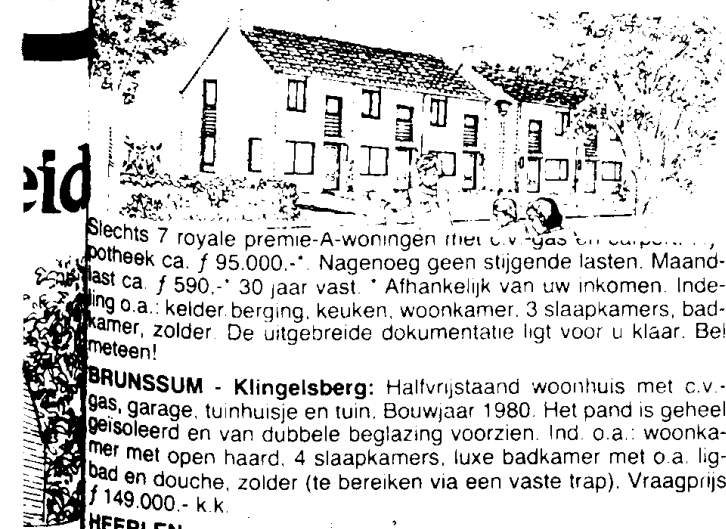 eid
Slechts 7 royale premie-A-woningen met c.v.-gas en carport. Hy-
potheek ca. ƒ 95.000,-*. Nagenoeg geen stijgende lasten. Maand-
last ca. ƒ 590,-* 30 jaar vast. * Afhankelijk van uw inkomen. Inde-
ling o.a.: kelder, berging, keuken, woonkamer, 3 slaapkamers, bad-
kamer, zolder. De uitgebreide dokumentatie ligt voor u klaar. Bel
meteen!
BRUNSSUM - Klingelsberg: Halfvrijstaand woonhuis met c.v.-
gas, garage, tuinhuisje en tuin. Bouwjaar 1980. Het pand is geheel
geïsoleerd en van dubbele beglazing voorzien. Ind. o.a.: woonka-
mer met open haard, 4 slaapkamers, luxe badkamer met o.a. lig-
bad en douche, zolder (te bereiken via een vaste trap). Vraagprijs
ƒ 149.000,- k.k.
HEERLEN